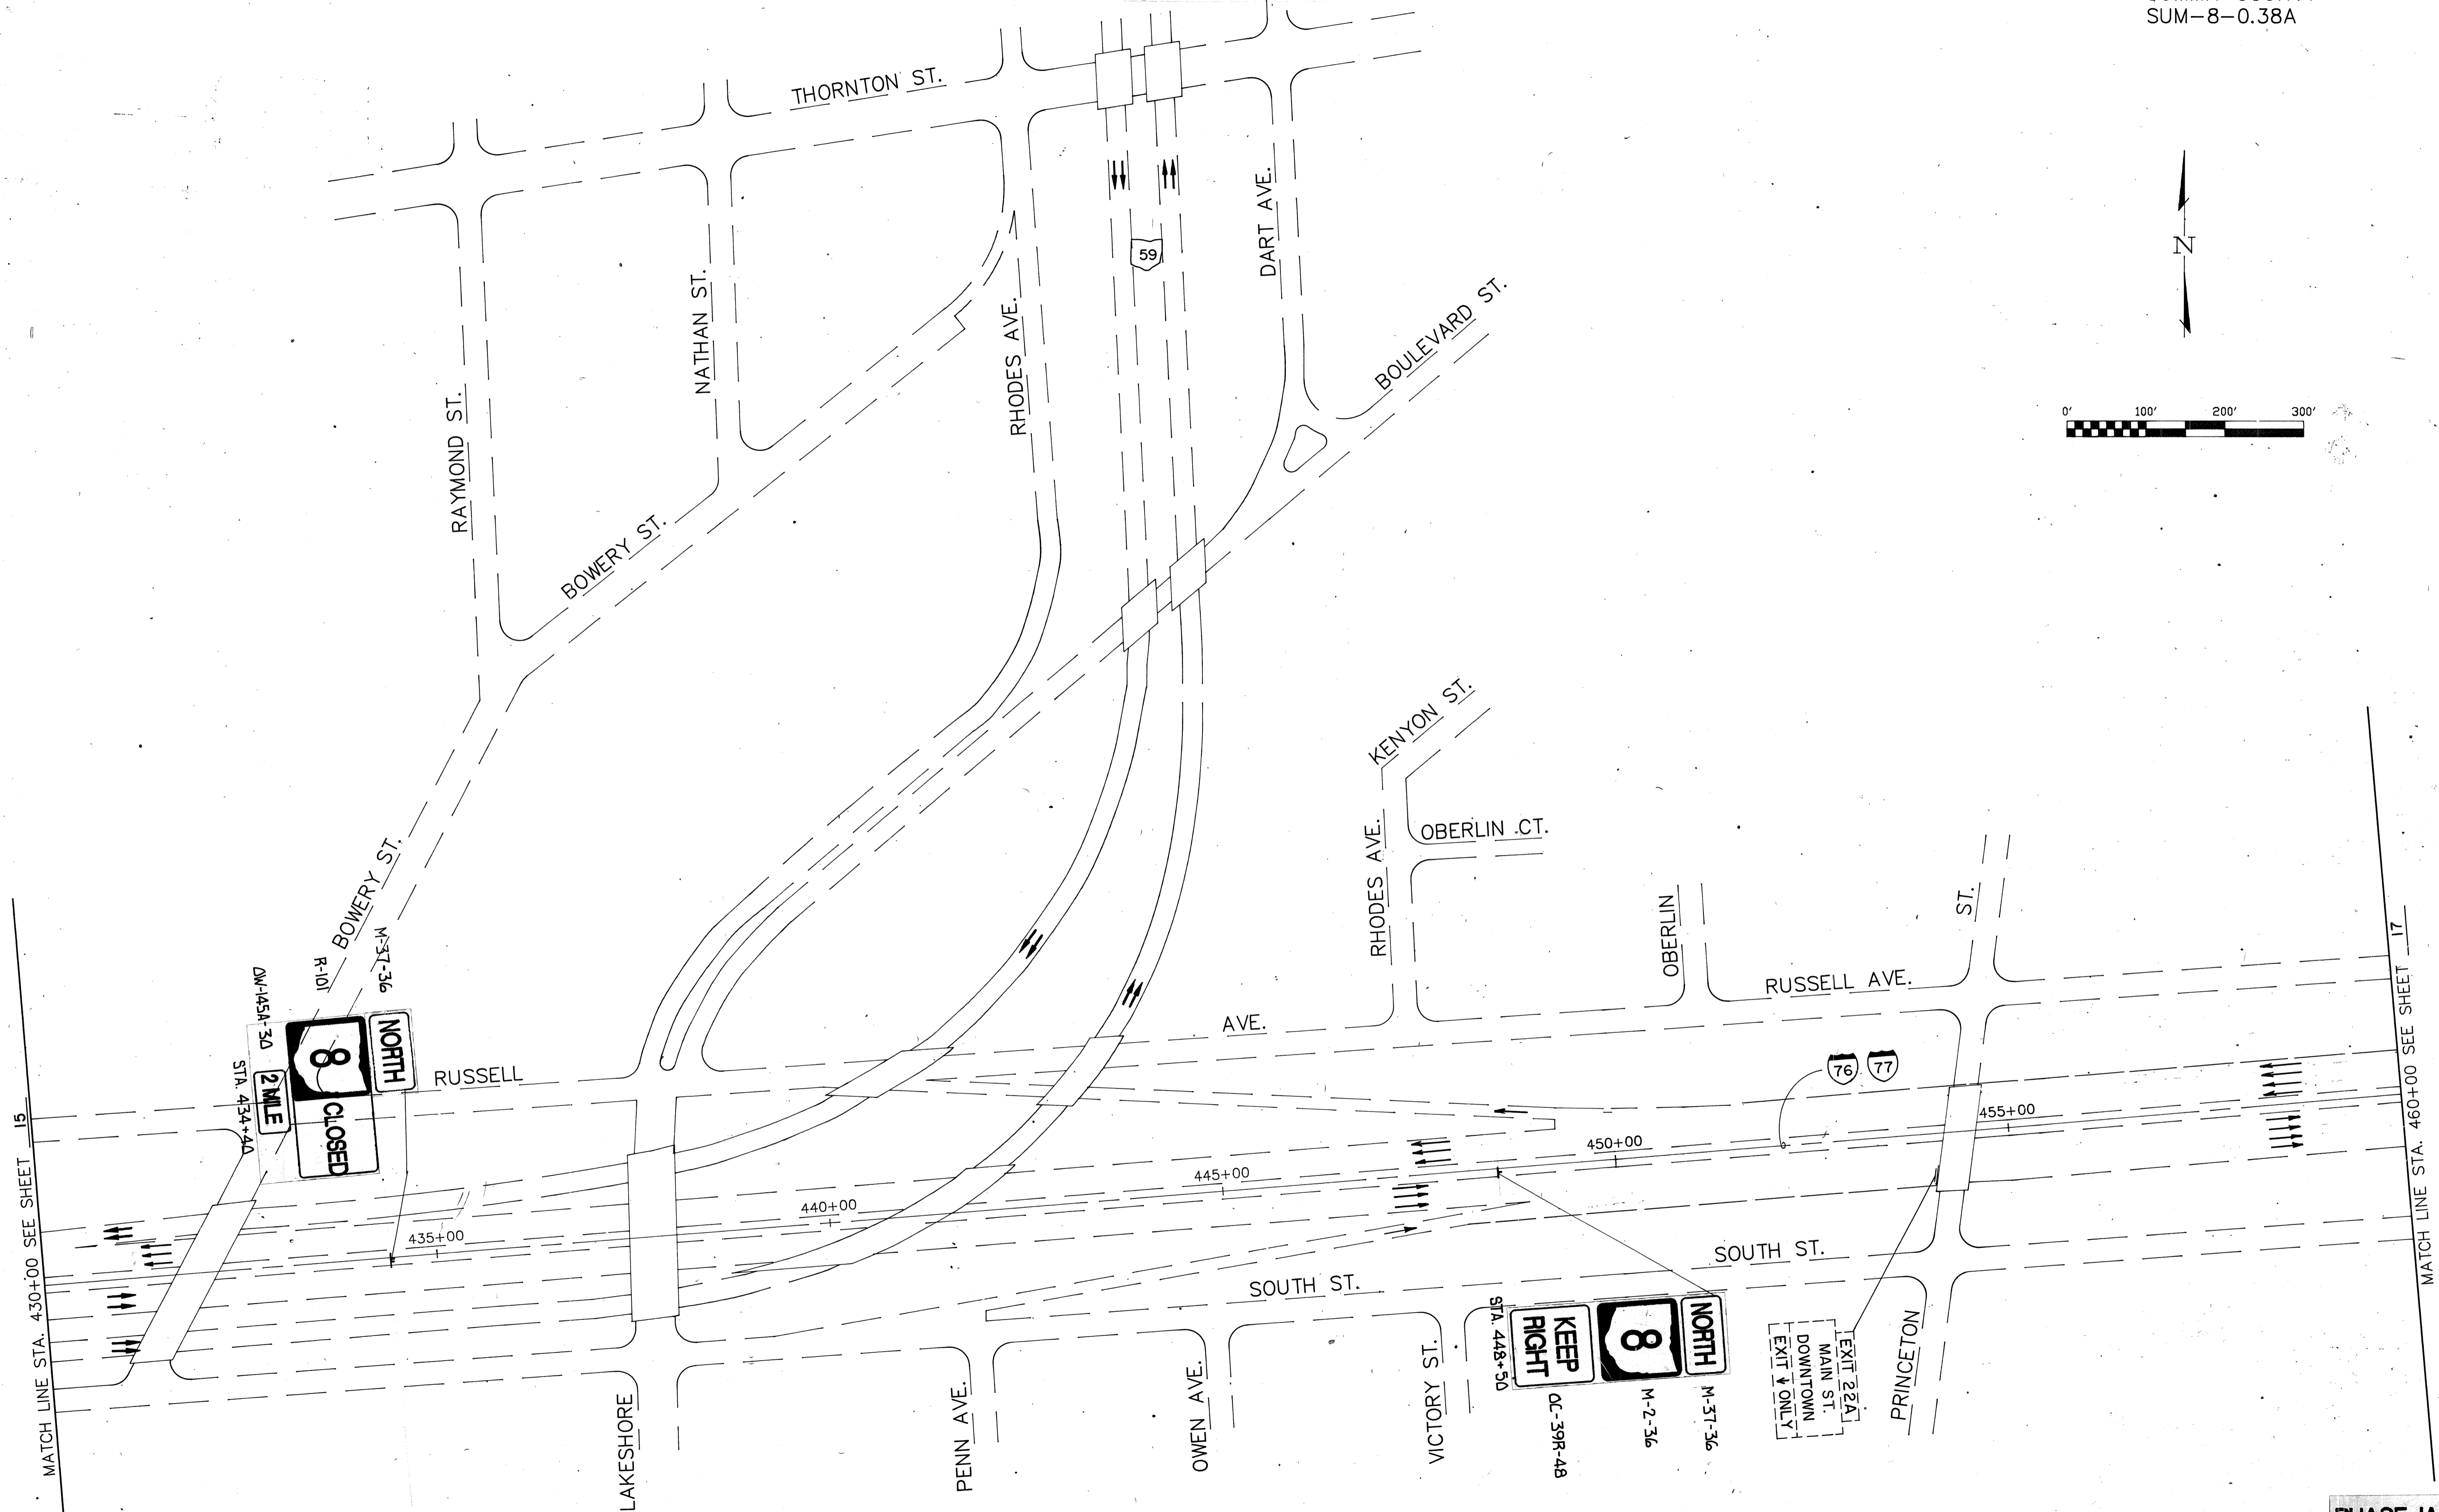 SUM-8-0.38A
THORNTON ST.
59
DART AVE.
N
NATHAN ST.
RHODES AVE.
BOULEVARD ST.
RAYMOND ST.
0' 100' 200' 300'
BOWERY ST.
KENYON ST.
RHODES AVE.
OBERLIN CT.
BOWERY ST.
OBERLIN
ST.
RUSSELL AVE.
AVE.
RUSSELL
M-37-36
R-101
OW-145A-30
STA. 434+40
NORTH
8 CLOSED
2 MILE
76 77
435+00
440+00
445+00
450+00
455+00
MATCH LINE STA. 430+00 SEE SHEET 15
MATCH LINE STA. 460+00 SEE SHEET 17
SOUTH ST.
SOUTH ST.
LAKESHORE
PENN AVE.
OWEN AVE.
VICTORY ST.
PRINCETON
NORTH
8
KEEP
RIGHT
STA. 448+50
M-37-36
M-2-36
OC-39R-48
EXIT 22A
MAIN ST.
DOWNTOWN
EXIT ONLY